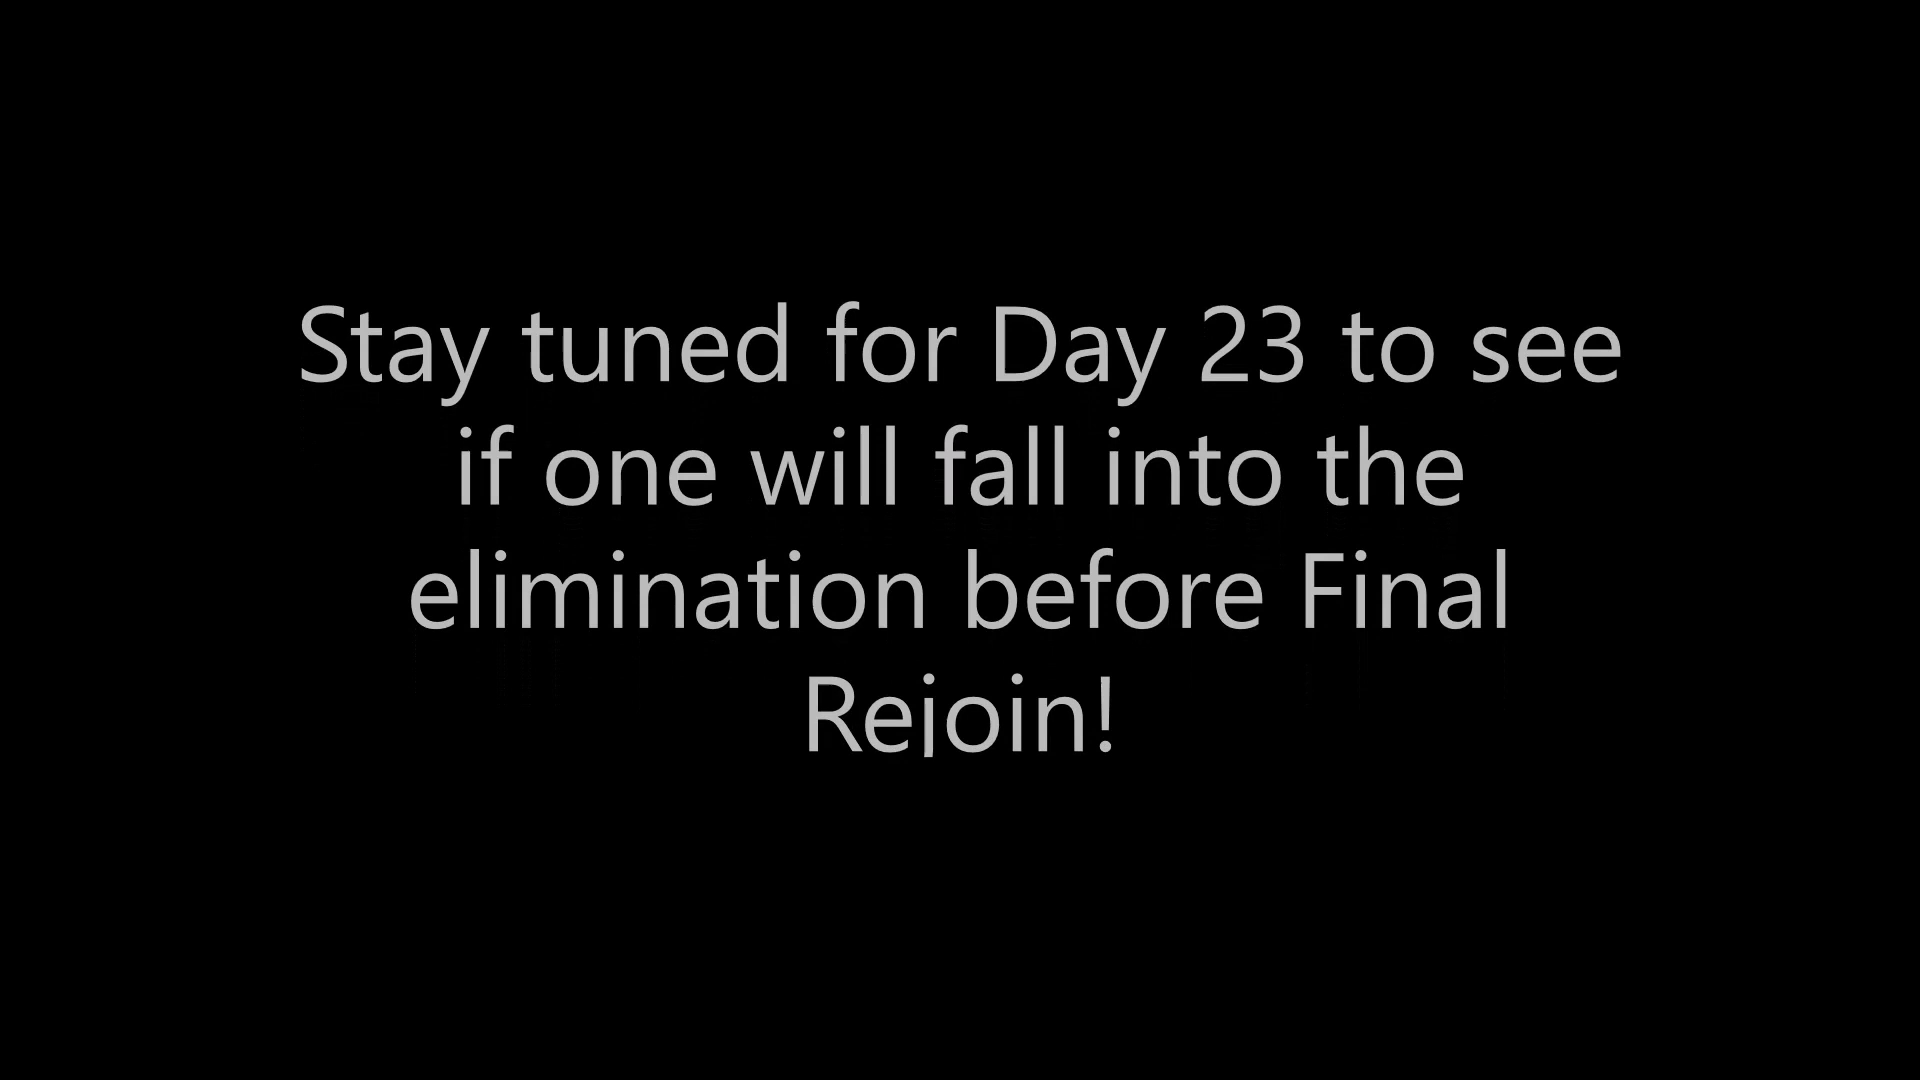 Stay tuned for Day 23 to see
if one will fall into the
elimination before Final
Rejoin!